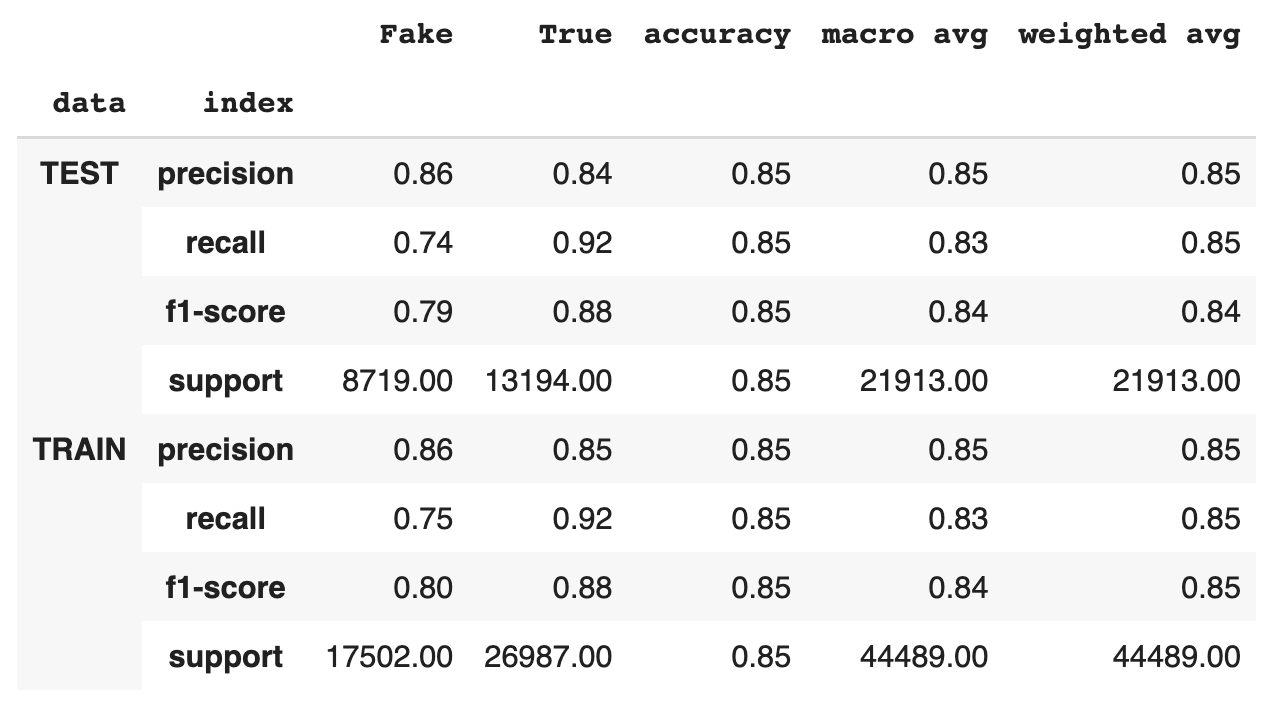 Fake True accuracy macro avg weighted avg
data index
TEST precision 0.86 0.84 0.85 0.85 0.85
recall 0.74 0.92 0.85 0.83 0.85
f1-score 0.79 0.88 0.85 0.84 0.84
support 8719.00 13194.00 0.85 21913.00 21913.00
TRAIN precision 0.86 0.85 0.85 0.85 0.85
recall 0.75 0.92 0.85 0.83 0.85
f1-score 0.80 0.88 0.85 0.84 0.85
support 17502.00 26987.00 0.85 44489.00 44489.00